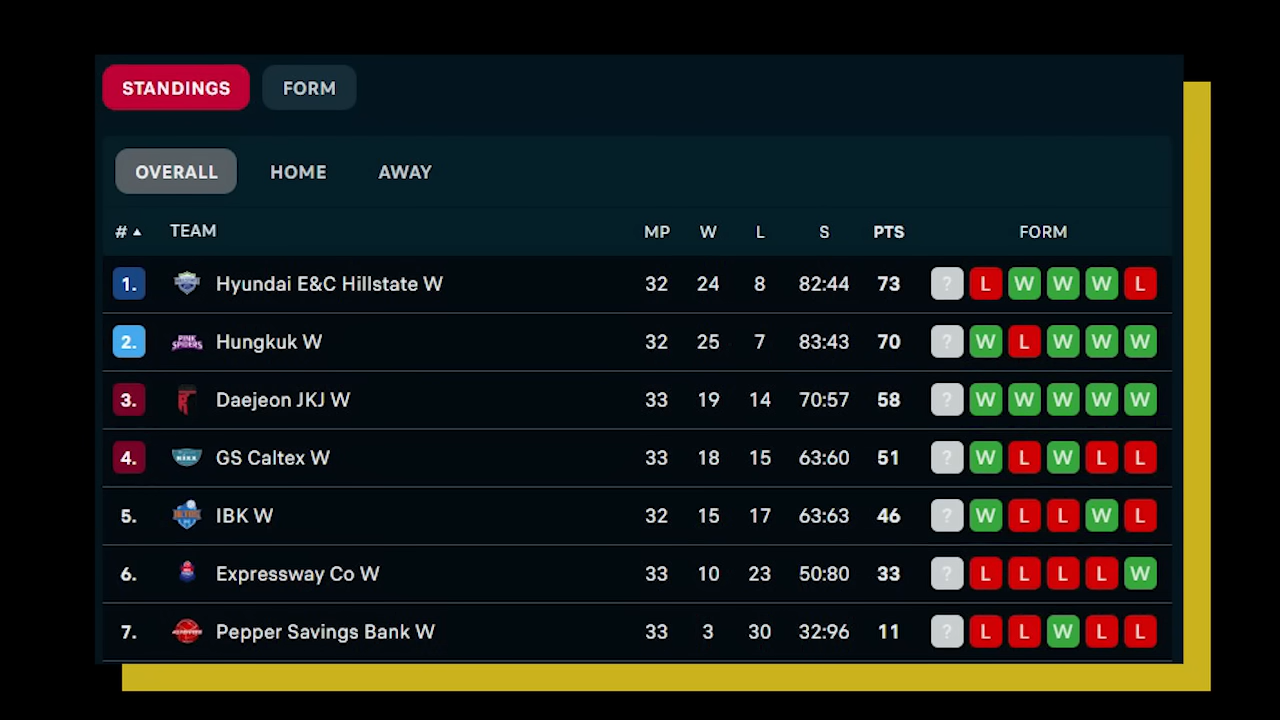 STANDINGS FORM
OVERALL HOME AWAY
# TEAM MP W L S PTS FORM
1. Hyundai E&C Hillstate W 32 24 8 82:44 73 ? L W W W L
2. PINK SPIDERS Hungkuk W 32 25 7 83:43 70 ? W L W W W
3. Daejeon JKJ W 33 19 14 70:57 58 ? W W W W W
4. GS Caltex W 33 18 15 63:60 51 ? W L W L L
5. IBK W 32 15 17 63:63 46 ? W L L W L
6. Expressway Co W 33 10 23 50:80 33 ? L L L L W
7. Pepper Savings Bank W 33 3 30 32:96 11 ? L L W L L